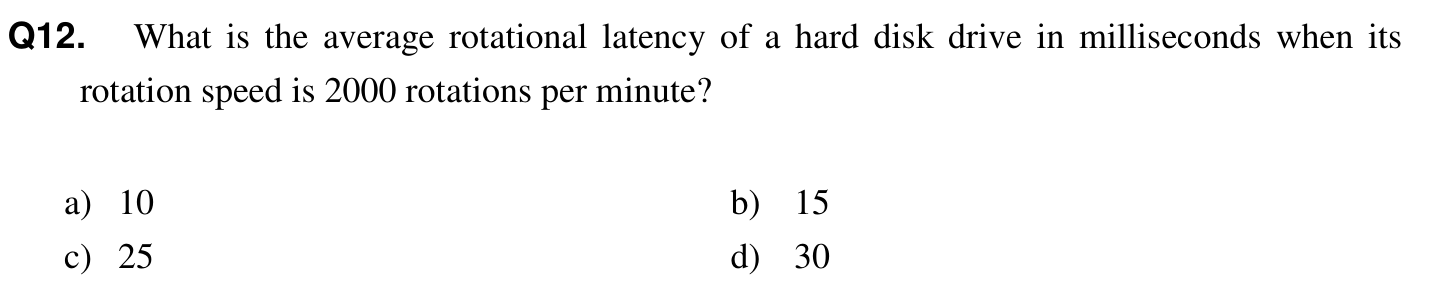 Q12. What is the average rotational latency of a hard disk drive in milliseconds when its
rotation speed is 2000 rotations per minute?
a) 10 b) 15
c) 25 d) 30